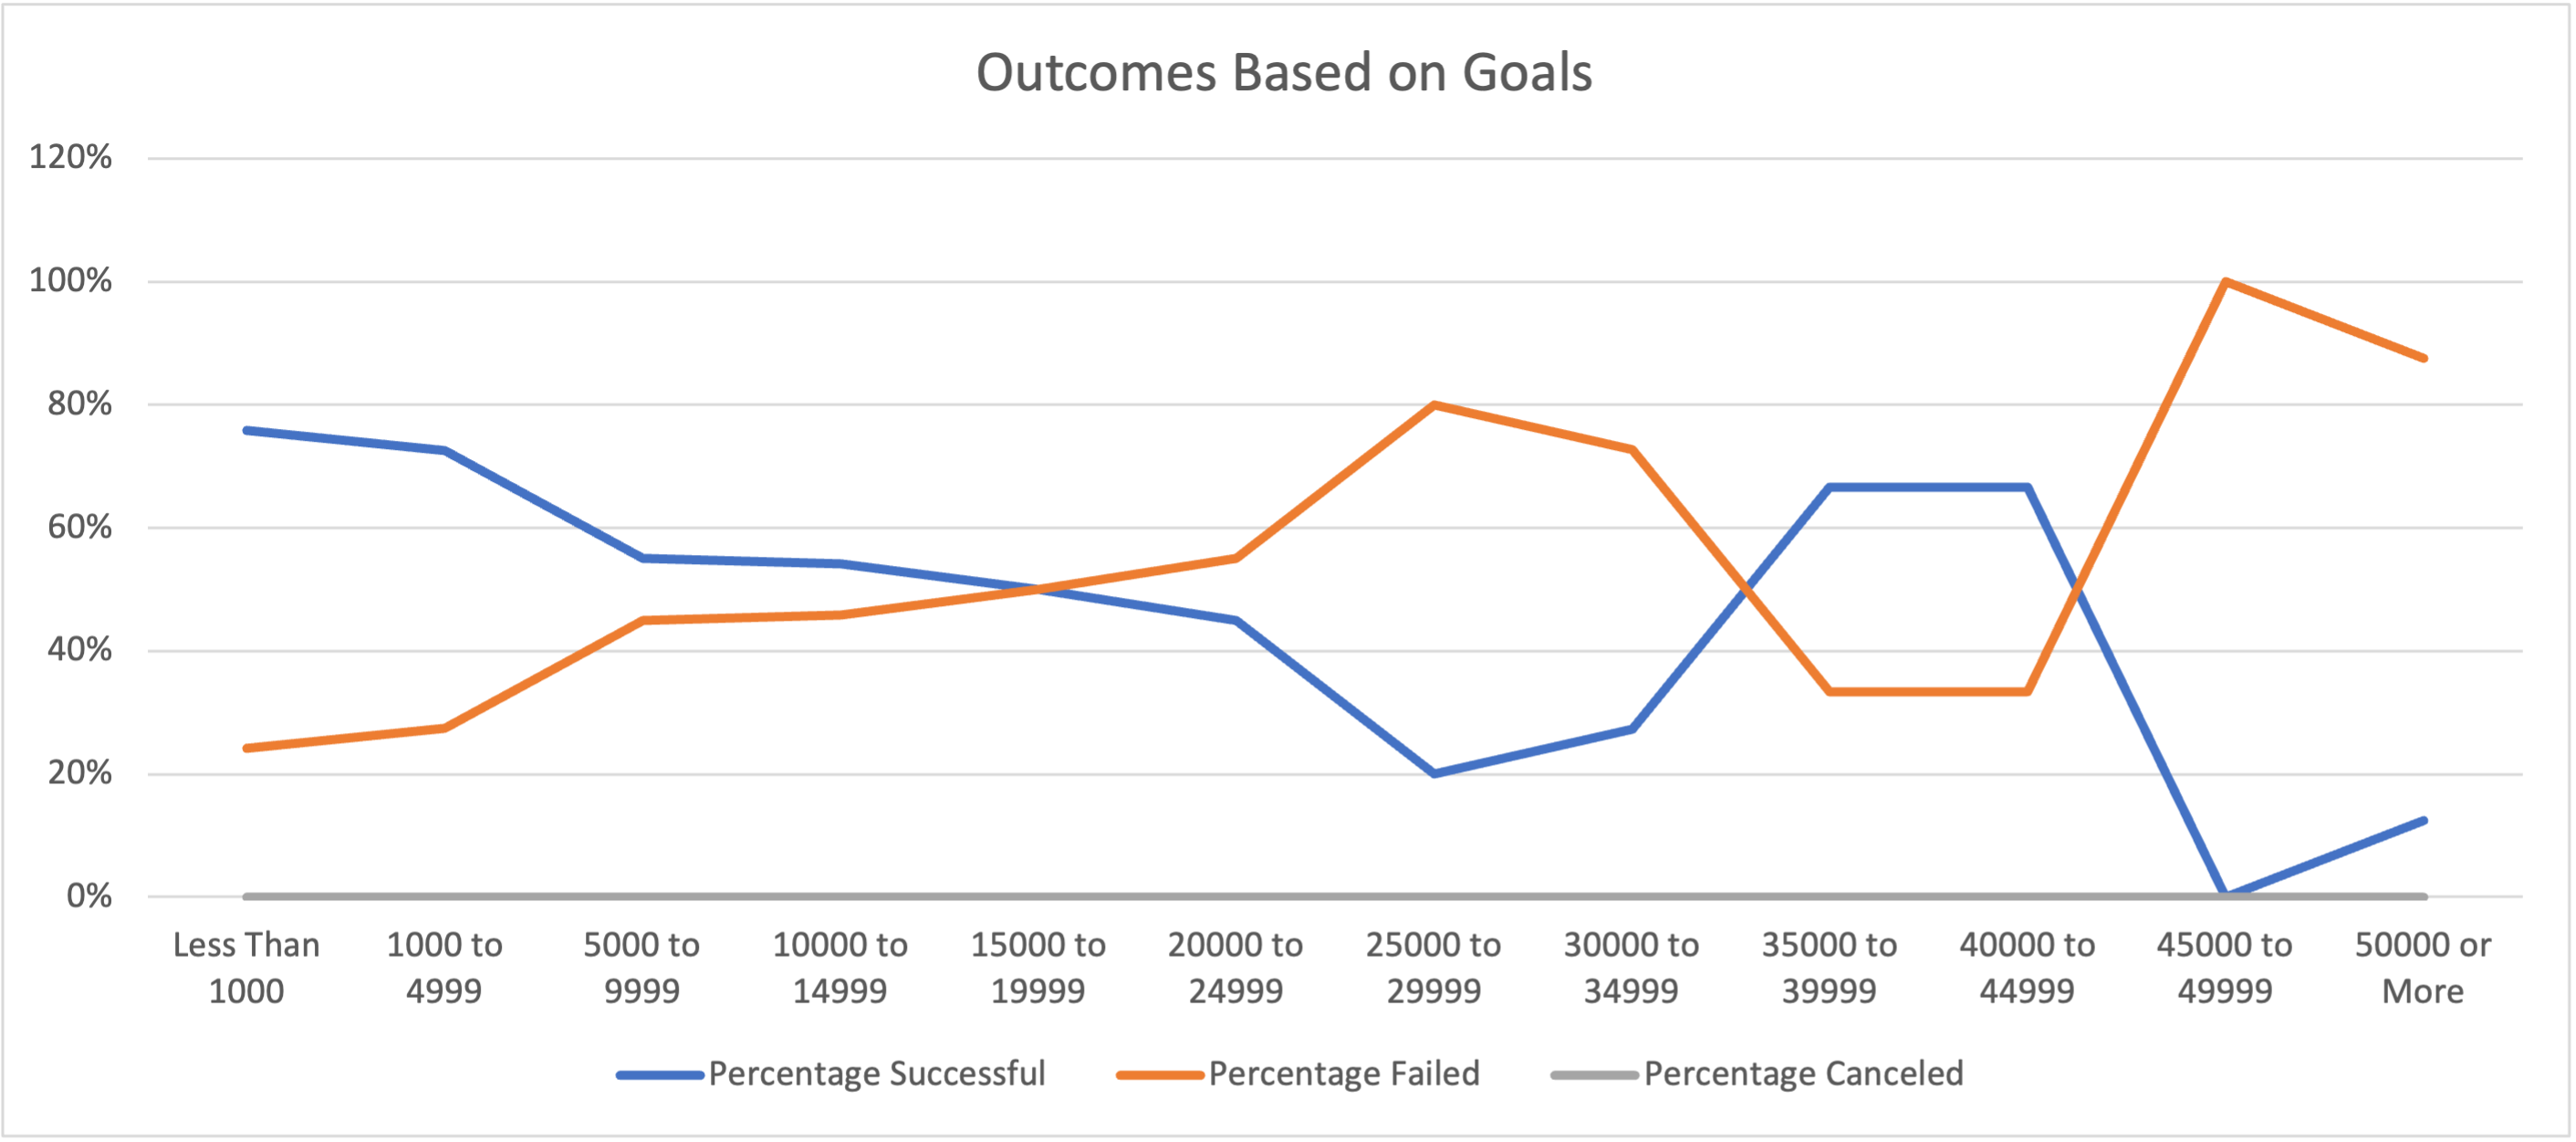 Outcomes Based on Goals
120%
100%
80%
60%
40%
20%
0%
Less Than 1000
1000 to 4999
5000 to 9999
10000 to 14999
15000 to 19999
20000 to 24999
25000 to 29999
30000 to 34999
35000 to 39999
40000 to 44999
45000 to 49999
50000 or More
Percentage Successful
Percentage Failed
Percentage Canceled